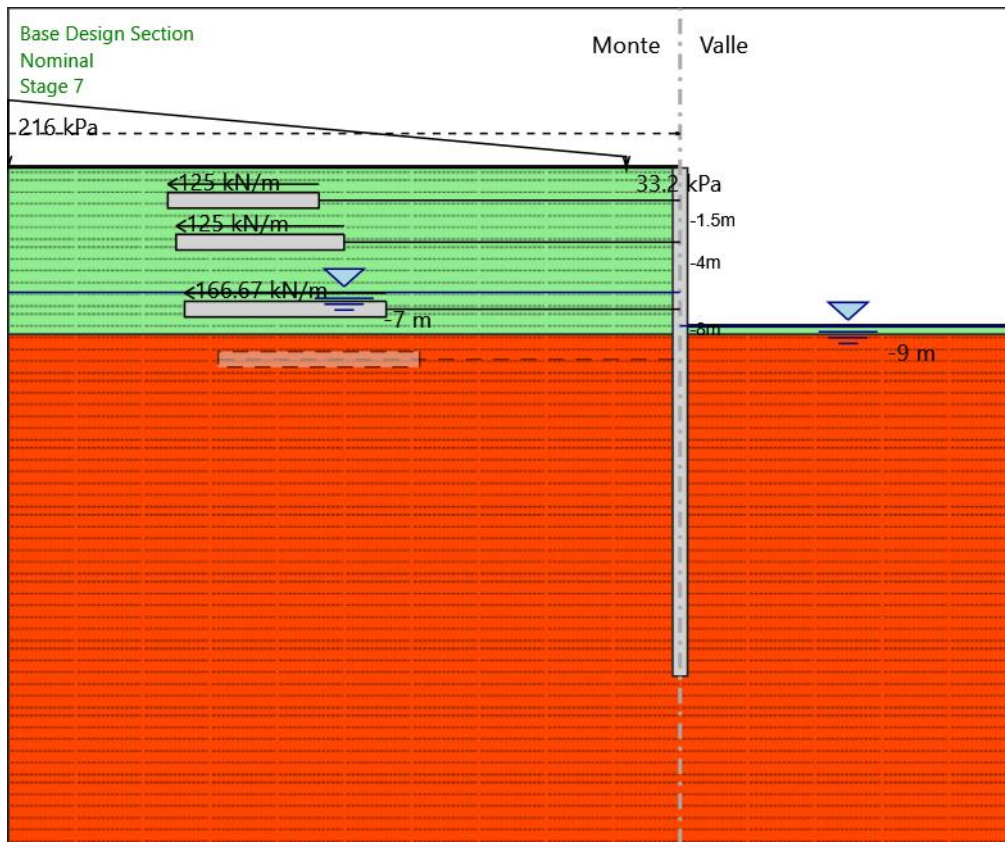 Base Design Section
Nominal
Stage 7
Monte
Valle
216 kPa
125 kN/m
33.2 kPa
-1.5m
125 kN/m
-4m
166.67 kN/m
-7 m
-8m
-9 m